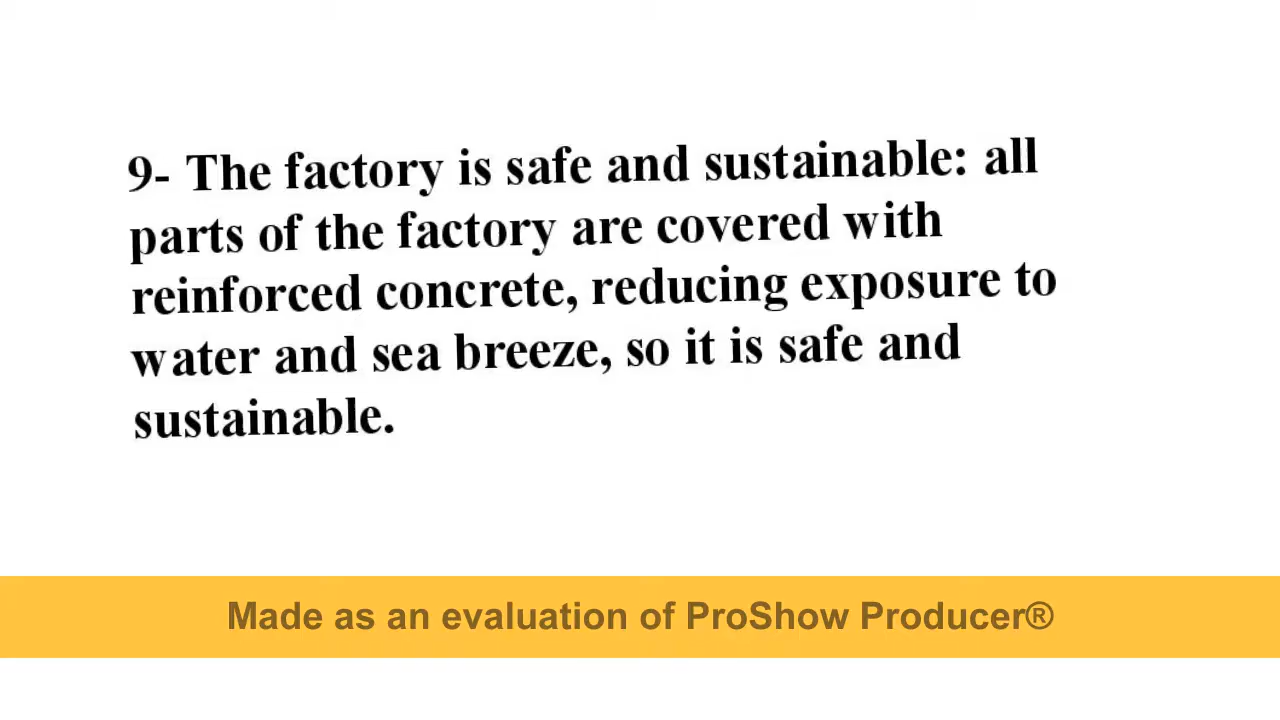 9- The factory is safe and sustainable: all
parts of the factory are covered with
reinforced concrete, reducing exposure to
water and sea breeze, so it is safe and
sustainable.
Made as an evaluation of ProShow Producer®